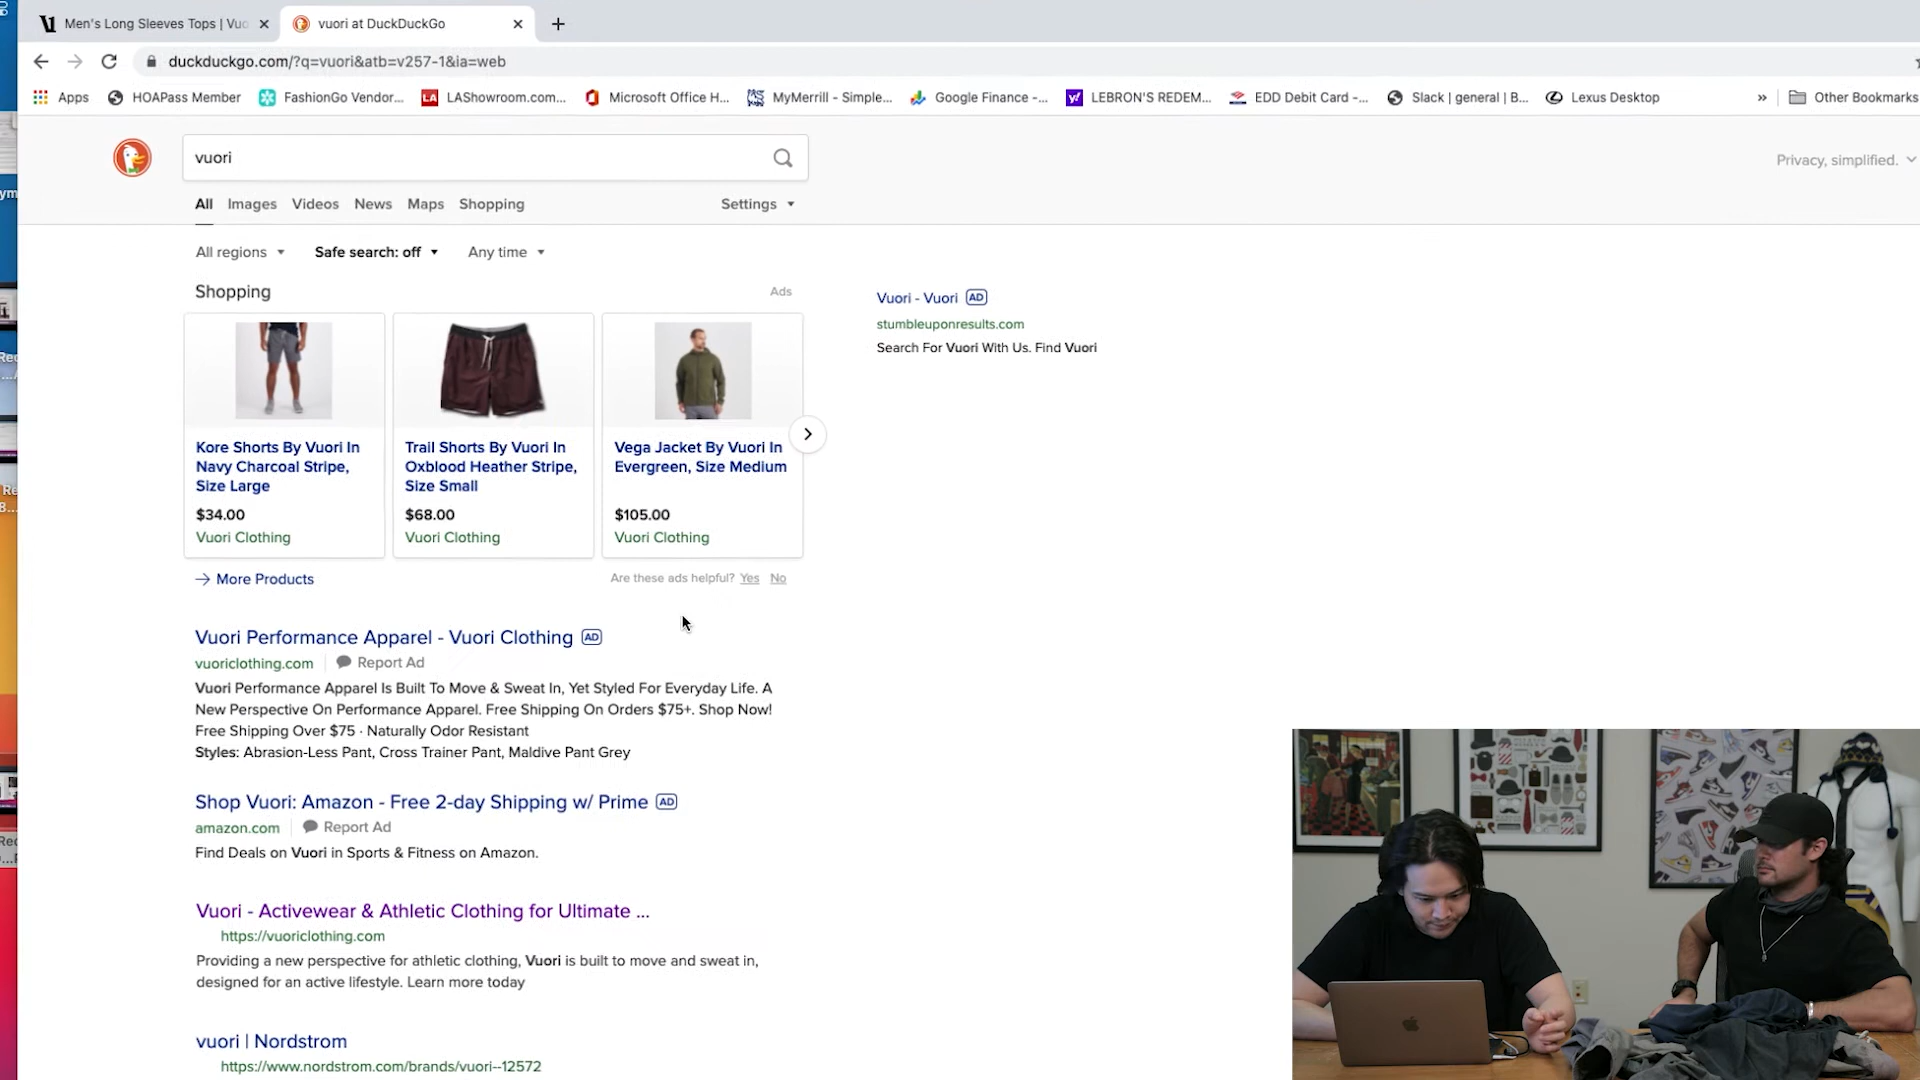 Men's Long Sleeves Tops | Vuo
vuori at DuckDuckGo
duckduckgo.com/?q=vuori&atb=v257-1&ia=web
Apps
HOAPass Member
FashionGo Vendor...
LAShowroom.com...
Microsoft Office H...
MyMerrill - Simple...
Google Finance -...
LEBRON'S REDEM...
EDD Debit Card -...
Slack | general | B...
Lexus Desktop
»
Other Bookmarks
vuori
Privacy, simplified.
All Images Videos News Maps Shopping
Settings
All regions
Safe search: off
Any time
Shopping
Ads
Kore Shorts By Vuori In
Navy Charcoal Stripe,
Size Large
$34.00
Vuori Clothing
Trail Shorts By Vuori In
Oxblood Heather Stripe,
Size Small
$68.00
Vuori Clothing
Vega Jacket By Vuori In
Evergreen, Size Medium
$105.00
Vuori Clothing
→ More Products
Are these ads helpful? Yes No
Vuori - Vuori AD
stumbleuponresults.com
Search For Vuori With Us. Find Vuori
Vuori Performance Apparel - Vuori Clothing AD
vuoriclothing.com
Report Ad
Vuori Performance Apparel Is Built To Move & Sweat In, Yet Styled For Everyday Life. A
New Perspective On Performance Apparel. Free Shipping On Orders $75+. Shop Now!
Free Shipping Over $75 · Naturally Odor Resistant
Styles: Abrasion-Less Pant, Cross Trainer Pant, Maldive Pant Grey
Shop Vuori: Amazon - Free 2-day Shipping w/ Prime AD
amazon.com
Report Ad
Find Deals on Vuori in Sports & Fitness on Amazon.
Vuori - Activewear & Athletic Clothing for Ultimate ...
https://vuoriclothing.com
Providing a new perspective for athletic clothing, Vuori is built to move and sweat in,
designed for an active lifestyle. Learn more today
vuori | Nordstrom
https://www.nordstrom.com/brands/vuori--12572